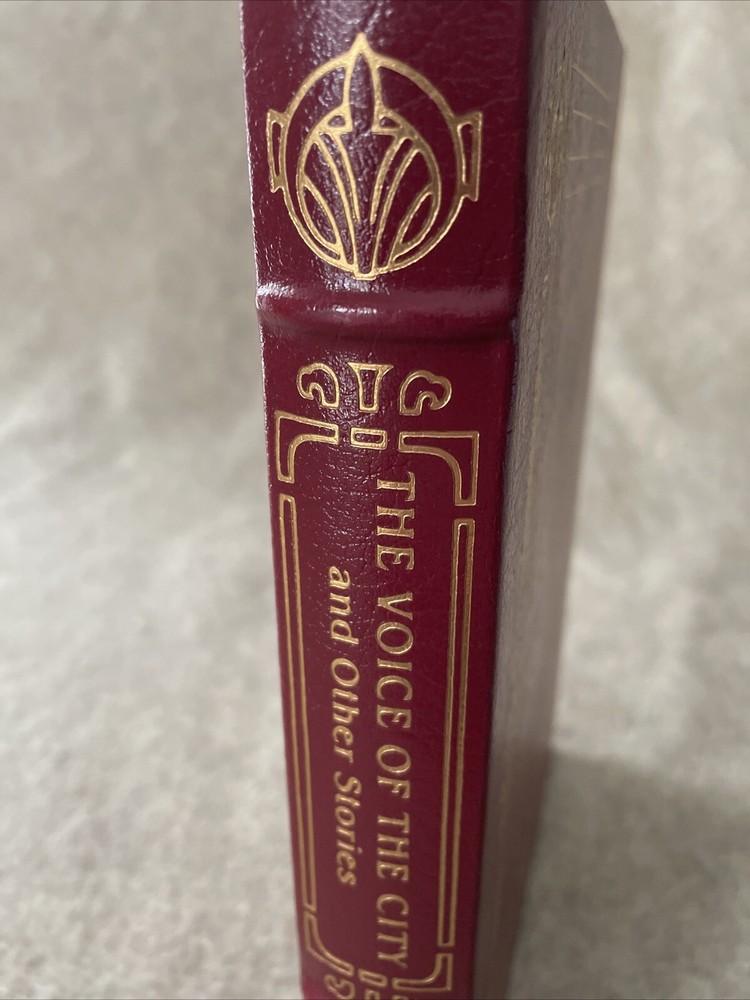 THE VOICE OF THE CITY
and Other Stories